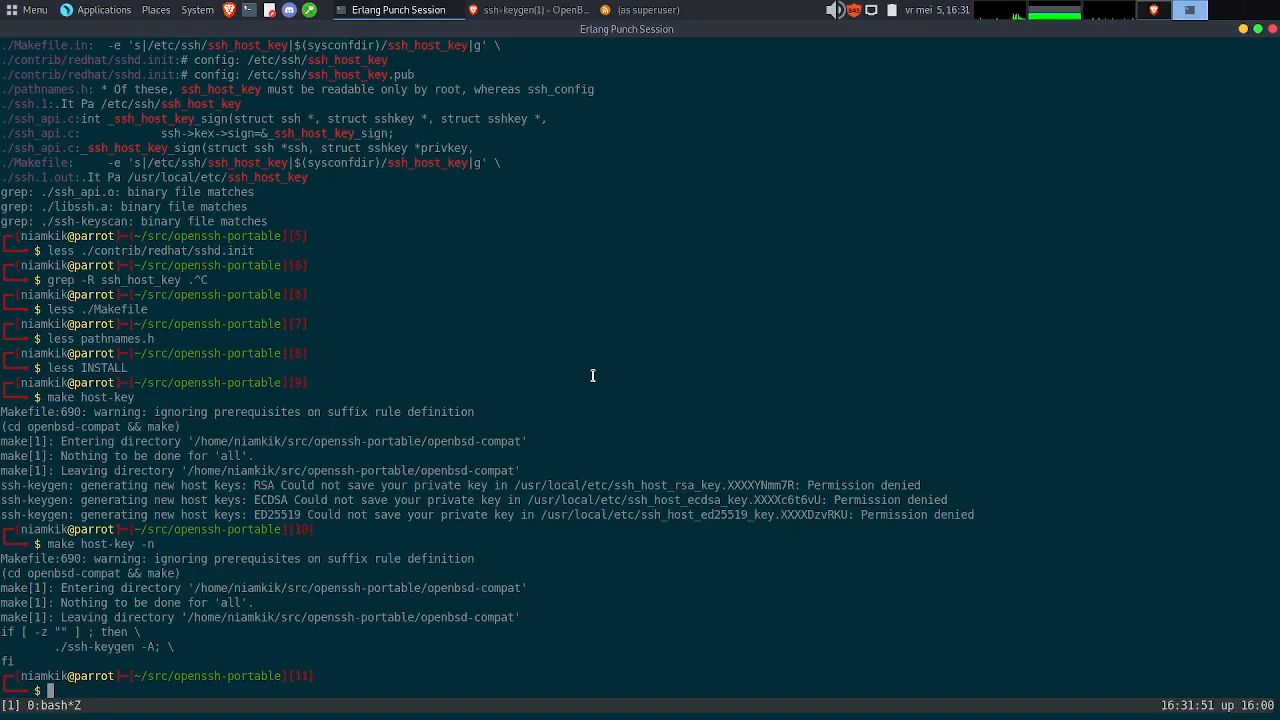 Menu Applications Places System Erlang Punch Session ssh-keygen(1) - OpenB... (as superuser) vr mei 5, 16:31
Erlang Punch Session
./Makefile.in:	-e 's|/etc/ssh/ssh_host_key|$(sysconfdir)/ssh_host_key|g' \
./contrib/redhat/sshd.init:# config: /etc/ssh/ssh_host_key
./contrib/redhat/sshd.init:# config: /etc/ssh/ssh_host_key.pub
./pathnames.h: * Of these, ssh_host_key must be readable only by root, whereas ssh_config
./ssh.1:.It Pa /etc/ssh/ssh_host_key
./ssh_api.c:int _ssh_host_key_sign(struct ssh *, struct sshkey *, struct sshkey *,
./ssh_api.c:		ssh->kex->sign=&_ssh_host_key_sign;
./ssh_api.c:_ssh_host_key_sign(struct ssh *ssh, struct sshkey *privkey,
./Makefile:	-e 's|/etc/ssh/ssh_host_key|$(sysconfdir)/ssh_host_key|g' \
./ssh.1.out:.It Pa /usr/local/etc/ssh_host_key
grep: ./ssh_api.o: binary file matches
grep: ./libssh.a: binary file matches
grep: ./ssh-keyscan: binary file matches
┌─[niamkik@parrot]─[~/src/openssh-portable][5]
└──╼ $ less ./contrib/redhat/sshd.init
┌─[niamkik@parrot]─[~/src/openssh-portable][6]
└──╼ $ grep -R ssh_host_key .^C
┌─[niamkik@parrot]─[~/src/openssh-portable][6]
└──╼ $ less ./Makefile
┌─[niamkik@parrot]─[~/src/openssh-portable][7]
└──╼ $ less pathnames.h
┌─[niamkik@parrot]─[~/src/openssh-portable][8]
└──╼ $ less INSTALL
┌─[niamkik@parrot]─[~/src/openssh-portable][9]
└──╼ $ make host-key
Makefile:690: warning: ignoring prerequisites on suffix rule definition
(cd openbsd-compat && make)
make[1]: Entering directory '/home/niamkik/src/openssh-portable/openbsd-compat'
make[1]: Nothing to be done for 'all'.
make[1]: Leaving directory '/home/niamkik/src/openssh-portable/openbsd-compat'
ssh-keygen: generating new host keys: RSA Could not save your private key in /usr/local/etc/ssh_host_rsa_key.XXXXYNmm7R: Permission denied
ssh-keygen: generating new host keys: ECDSA Could not save your private key in /usr/local/etc/ssh_host_ecdsa_key.XXXXc6t6vU: Permission denied
ssh-keygen: generating new host keys: ED25519 Could not save your private key in /usr/local/etc/ssh_host_ed25519_key.XXXXDzvRKU: Permission denied
┌─[niamkik@parrot]─[~/src/openssh-portable][10]
└──╼ $ make host-key -n
Makefile:690: warning: ignoring prerequisites on suffix rule definition
(cd openbsd-compat && make)
make[1]: Entering directory '/home/niamkik/src/openssh-portable/openbsd-compat'
make[1]: Nothing to be done for 'all'.
make[1]: Leaving directory '/home/niamkik/src/openssh-portable/openbsd-compat'
if [ -z "" ] ; then \
	./ssh-keygen -A; \
fi
┌─[niamkik@parrot]─[~/src/openssh-portable][11]
└──╼ $
[1] 0:bash*Z 16:31:51 up 16:00